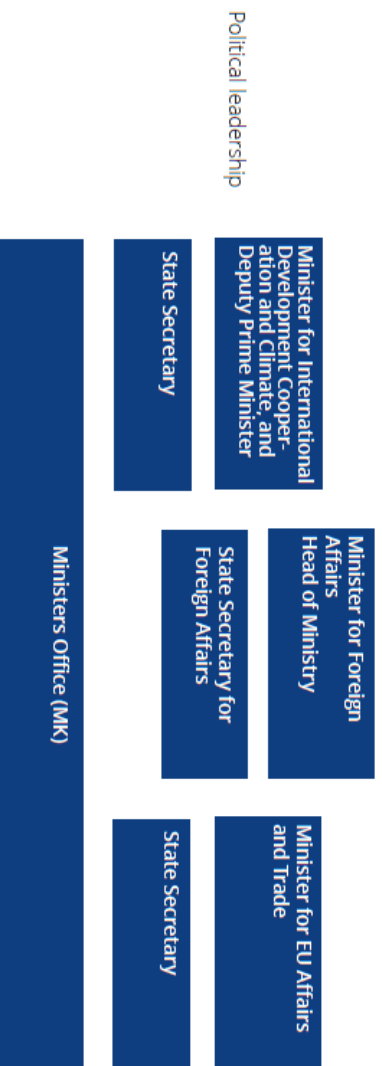 Political leadership
Minister for Foreign
Affairs
Head of Ministry
Minister for International
Development Cooper-
ation and Climate, and
Deputy Prime Minister
Minister for EU Affairs
and Trade
State Secretary for
Foreign Affairs
State Secretary
State Secretary
Ministers Office (MK)